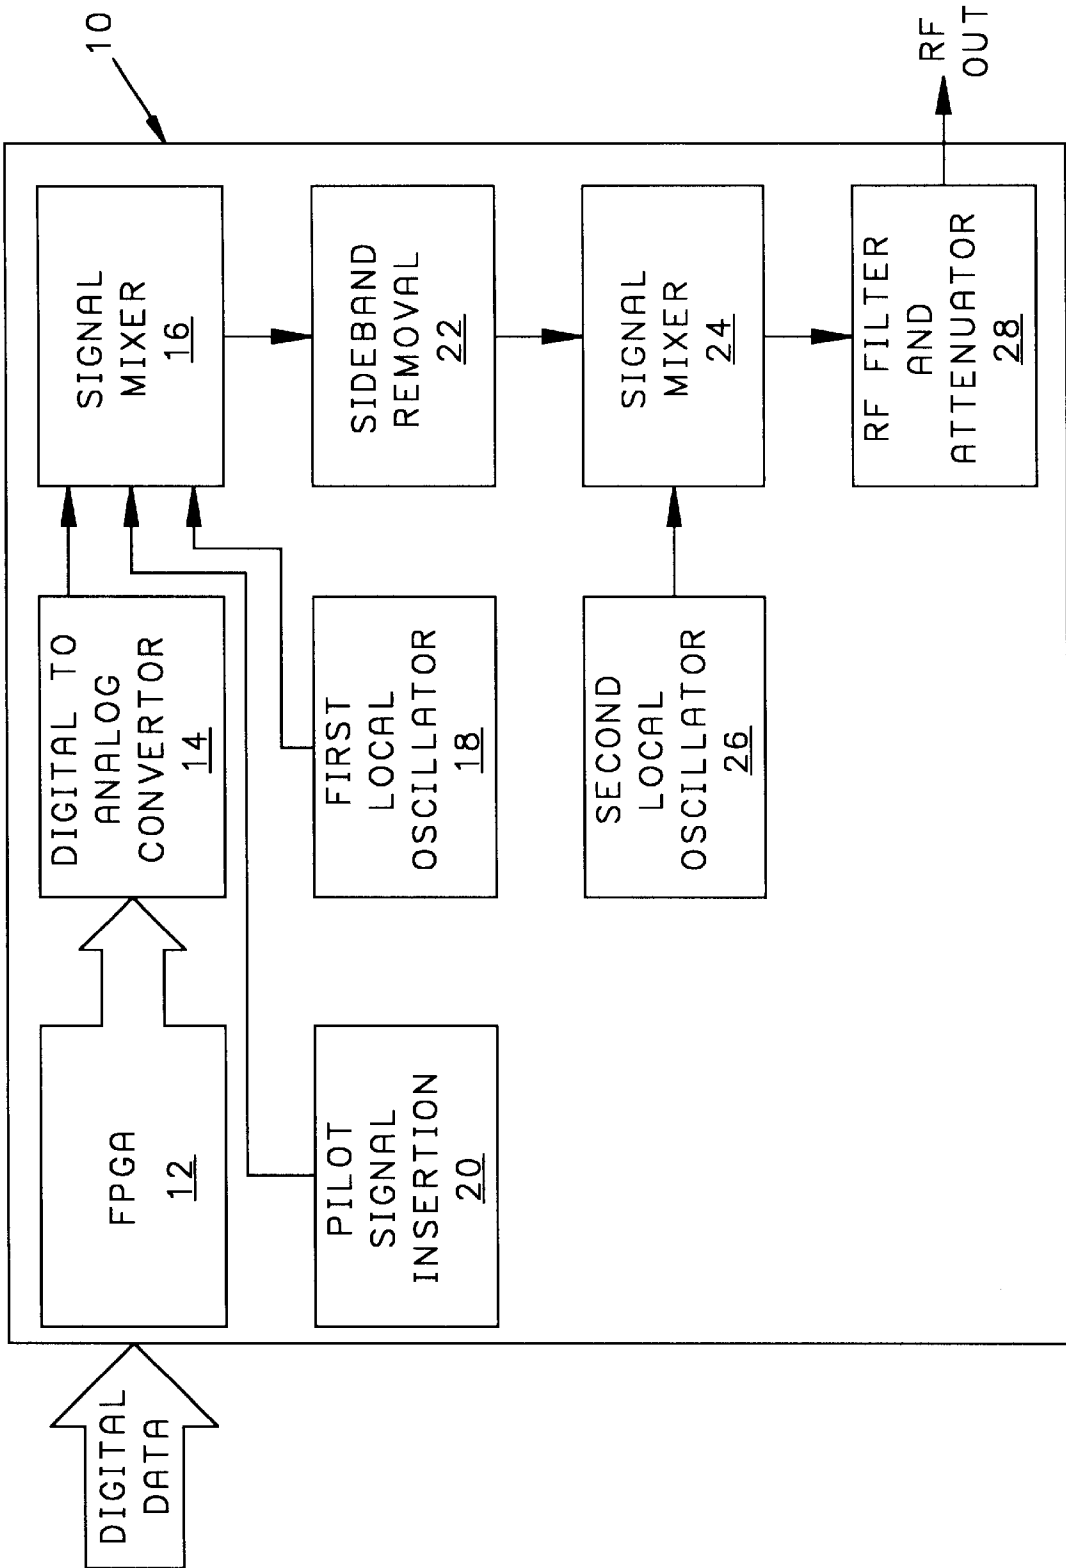 10
DIGITAL
DATA
FPGA
12
DIGITAL TO
ANALOG
CONVERTOR
14
SIGNAL
MIXER
16
PILOT
SIGNAL
INSERTION
20
FIRST
LOCAL
OSCILLATOR
18
SIDEBAND
REMOVAL
22
SECOND
LOCAL
OSCILLATOR
26
SIGNAL
MIXER
24
RF FILTER
AND
ATTENUATOR
28
RF
OUT